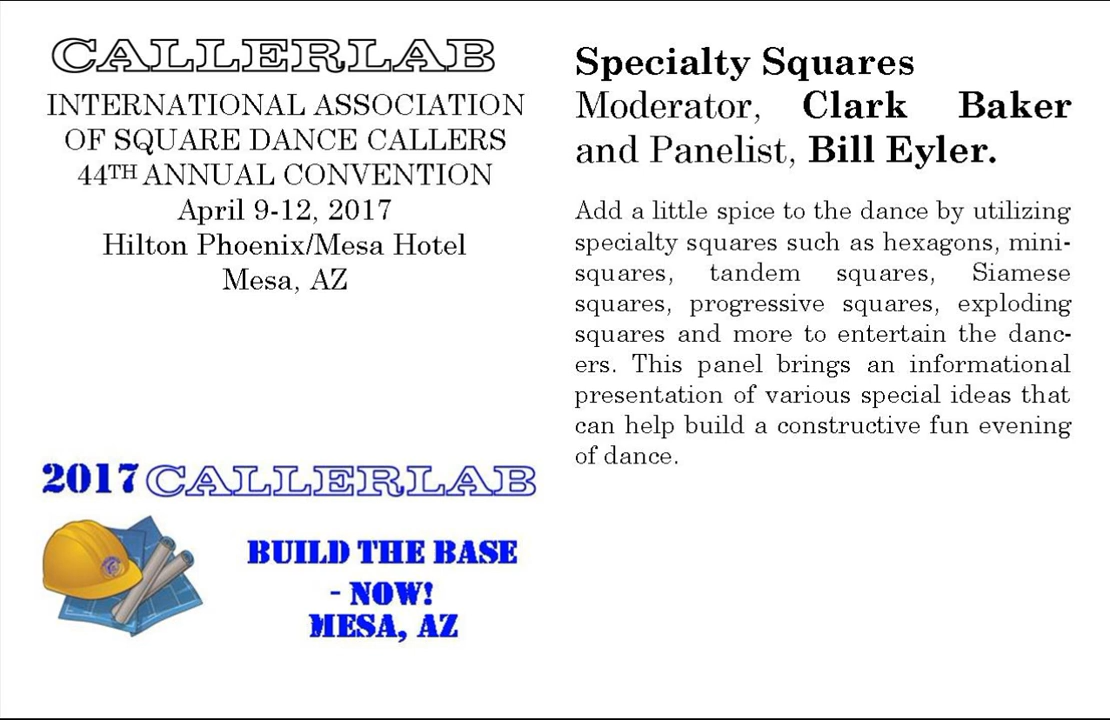 CALLERLAB
INTERNATIONAL ASSOCIATION
OF SQUARE DANCE CALLERS
44TH ANNUAL CONVENTION
April 9-12, 2017
Hilton Phoenix/Mesa Hotel
Mesa, AZ
2017 CALLERLAB
BUILD THE BASE
- NOW!
MESA, AZ
Specialty Squares
Moderator, Clark Baker
and Panelist, Bill Eyler.
Add a little spice to the dance by utilizing
specialty squares such as hexagons, mini-
squares, tandem squares, Siamese
squares, progressive squares, exploding
squares and more to entertain the danc-
ers. This panel brings an informational
presentation of various special ideas that
can help build a constructive fun evening
of dance.